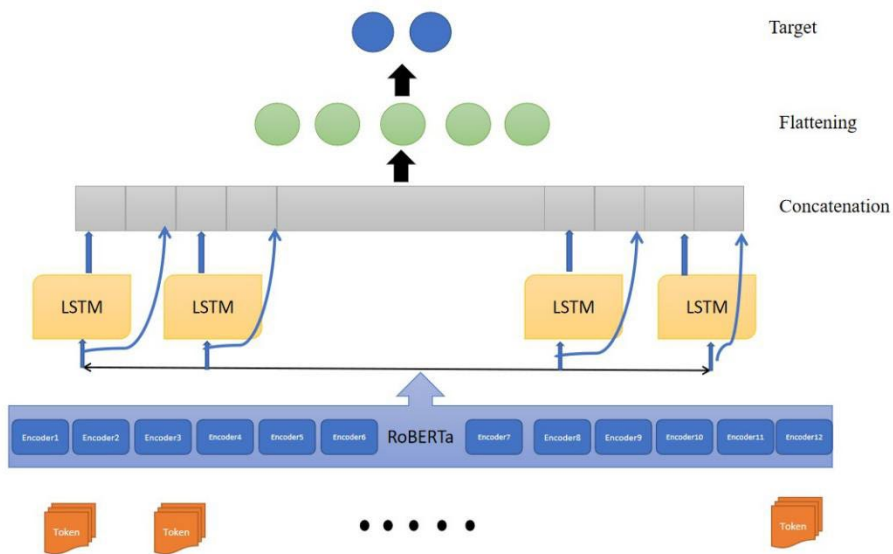 Target
Flattening
Concatenation
LSTM LSTM LSTM LSTM
Encoder1 Encoder2 Encoder3 Encoder4 Encoder5 Encoder6 RoBERTa Encoder7 Encoder8 Encoder9 Encoder10 Encoder11 Encoder12
Token Token Token